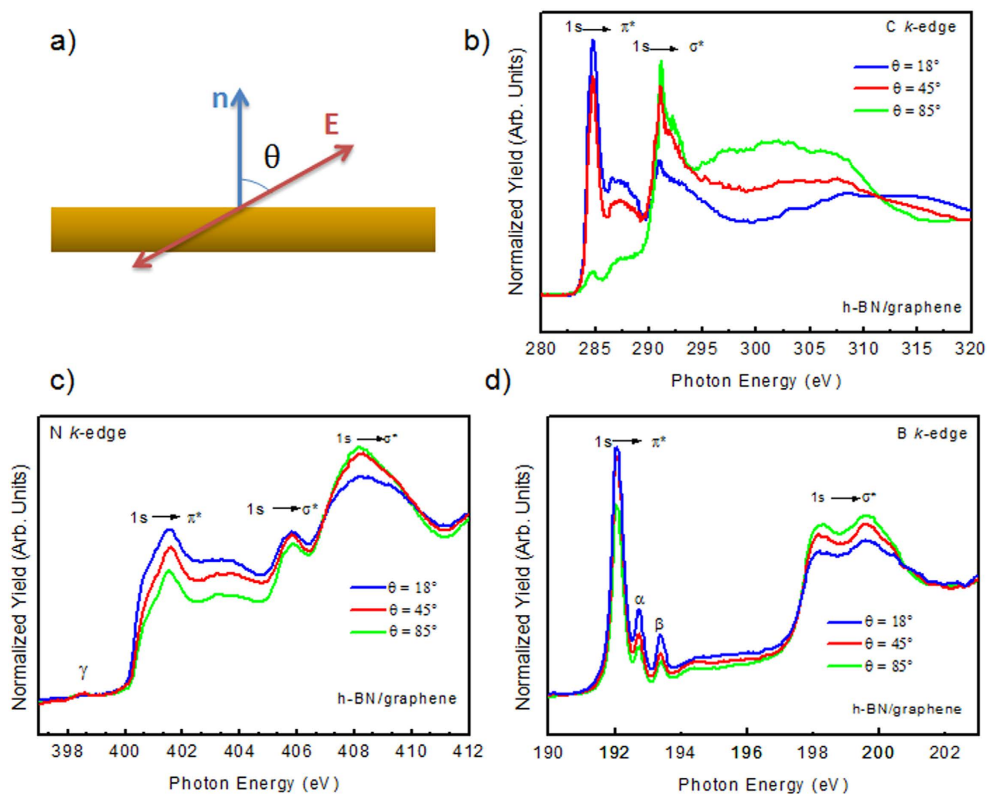 a)
n
E
θ
b)
1s → π*
1s → σ*
C k-edge
θ = 18°
θ = 45°
θ = 85°
h-BN/graphene
Normalized Yield (Arb. Units)
280 285 290 295 300 305 310 315 320
Photon Energy (eV)
c)
N k-edge
1s → σ*
1s → π*
1s → σ*
θ = 18°
θ = 45°
θ = 85°
γ
h-BN/graphene
Normalized Yield (Arb. Units)
398 400 402 404 406 408 410 412
Photon Energy (eV)
d)
1s → π*
B k-edge
1s → σ*
α
β
θ = 18°
θ = 45°
θ = 85°
h-BN/graphene
Normalized Yield (Arb. Units)
190 192 194 196 198 200 202
Photon Energy (eV)